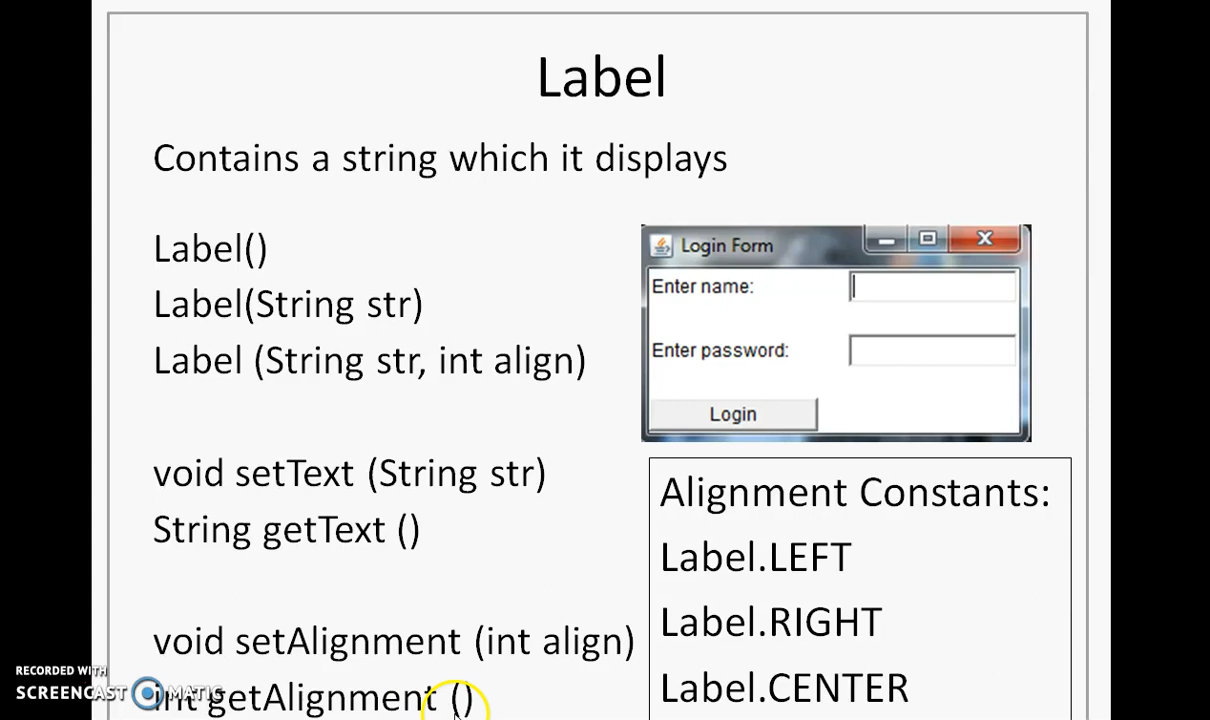 Label
Contains a string which it displays
Label()
Label(String str)
Label (String str, int align)
void setText (String str)
String getText ()
void setAlignment (int align)
int getAlignment ()
Login Form
Enter name:
Enter password:
Login
Alignment Constants:
Label.LEFT
Label.RIGHT
Label.CENTER
RECORDED WITH
SCREENCAST MATIC